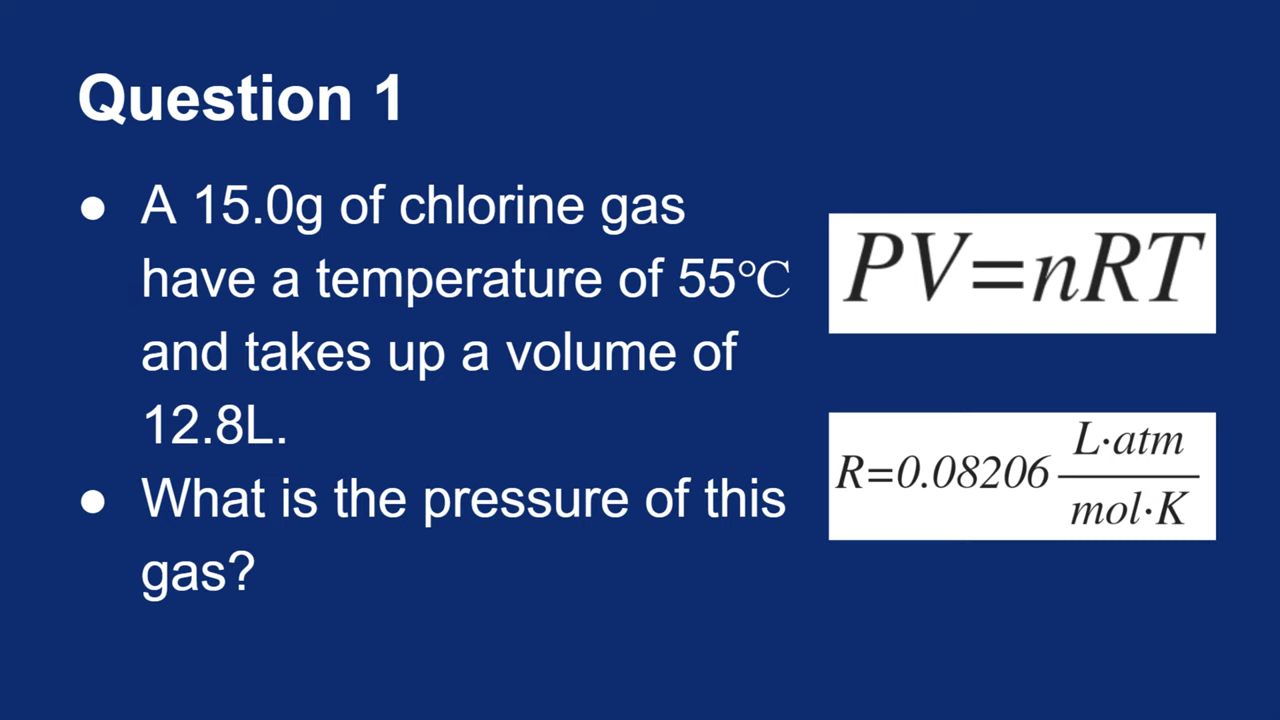 Question 1
● A 15.0g of chlorine gas
have a temperature of 55℃
and takes up a volume of
12.8L.
● What is the pressure of this
gas?
PV=nRT
R=0.08206 L·atm
mol·K